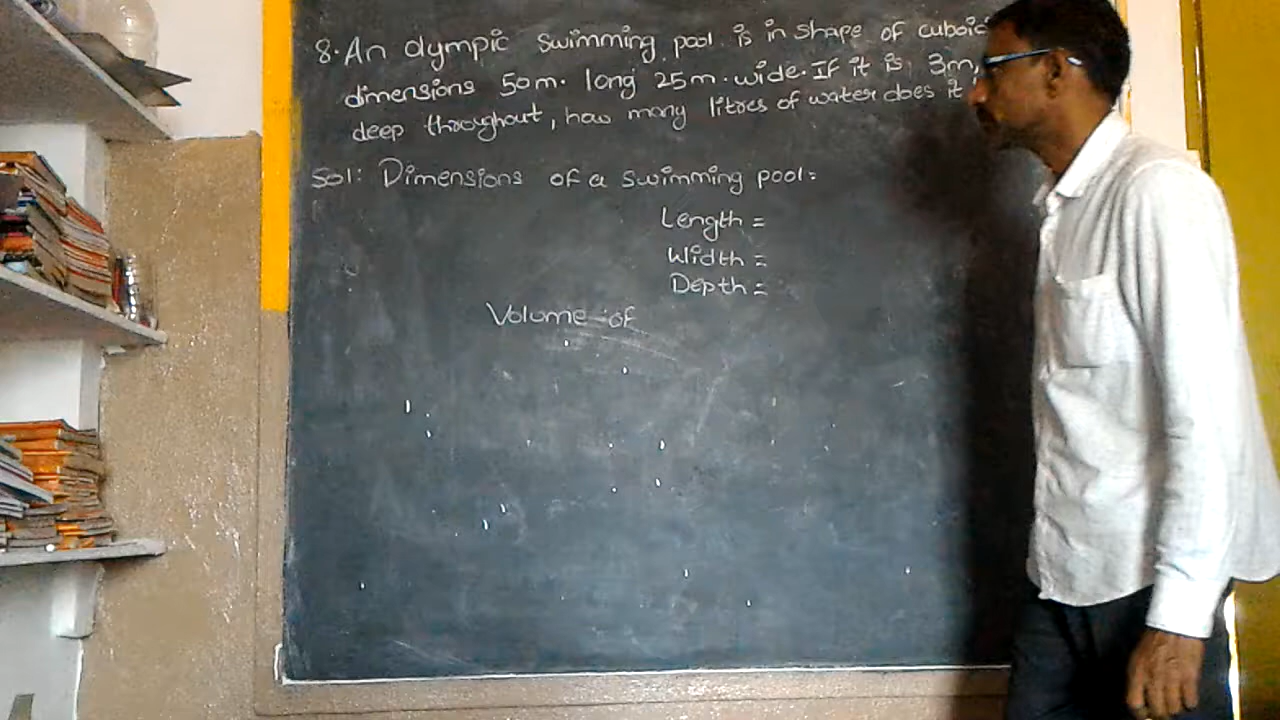 8. An olympic swimming pool is in shape of cuboid
dimensions 50m. long 25m. wide. If it is 3m,
deep throughout, how many litres of water does it
Sol: Dimensions of a swimming pool:
Length =
Width =
Depth =
Volume of